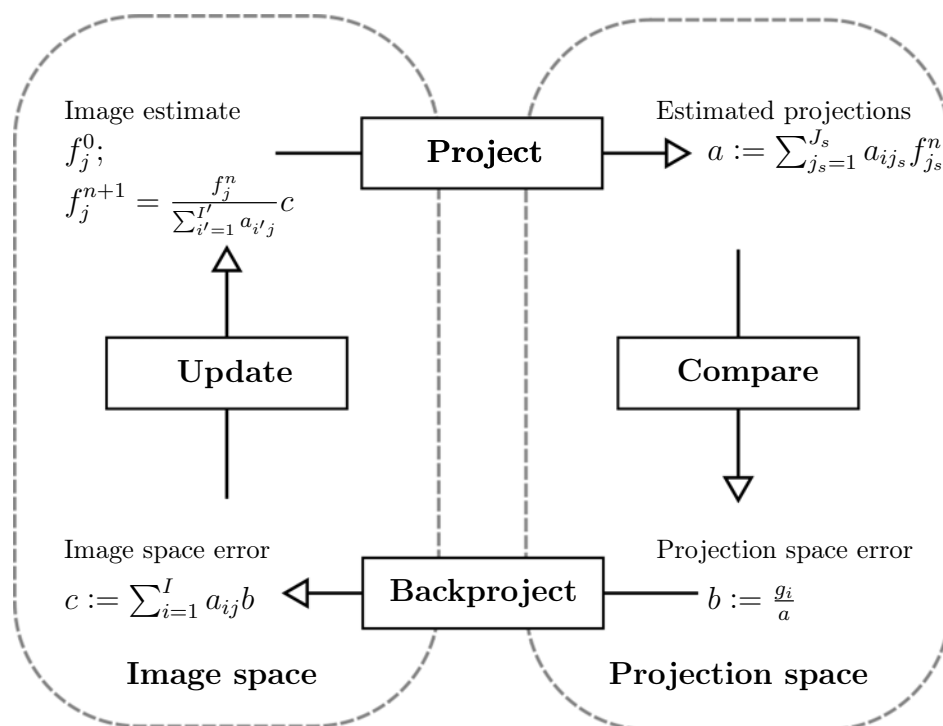 Image estimate
f_j^0;
f_j^{n+1} = \frac{f_j^n}{\sum_{i'=1}^{I'} a_{i'j}} c
Project
Estimated projections
a := \sum_{j_s=1}^{J_s} a_{ij_s} f_{j_s}^n
Update
Compare
Image space error
c := \sum_{i=1}^{I} a_{ij} b
Backproject
Projection space error
b := \frac{g_i}{a}
Image space
Projection space